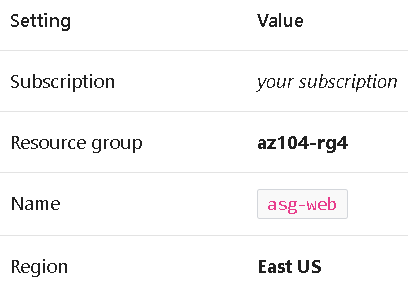 Setting Value
Subscription your subscription
Resource group az104-rg4
Name asg-web
Region East US